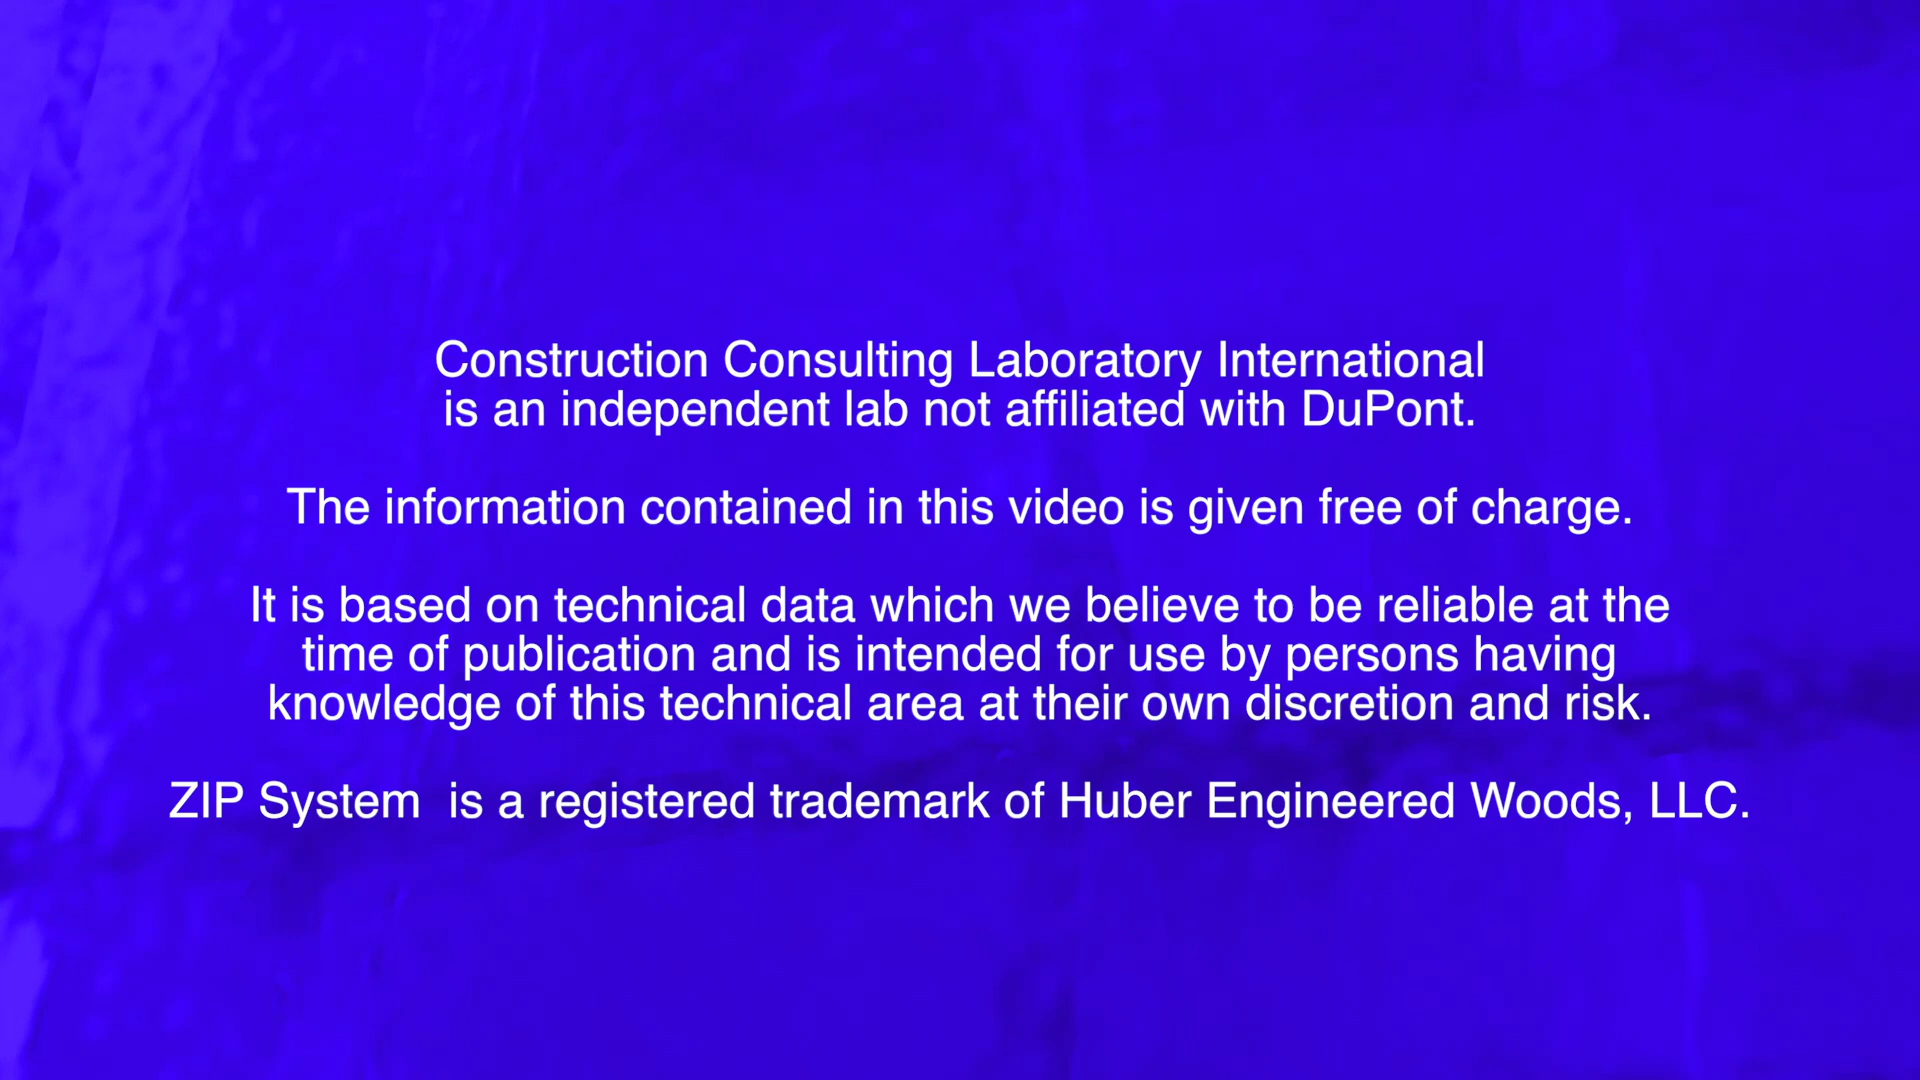 Construction Consulting Laboratory International
is an independent lab not affiliated with DuPont.
The information contained in this video is given free of charge.
It is based on technical data which we believe to be reliable at the
time of publication and is intended for use by persons having
knowledge of this technical area at their own discretion and risk.
ZIP System  is a registered trademark of Huber Engineered Woods, LLC.